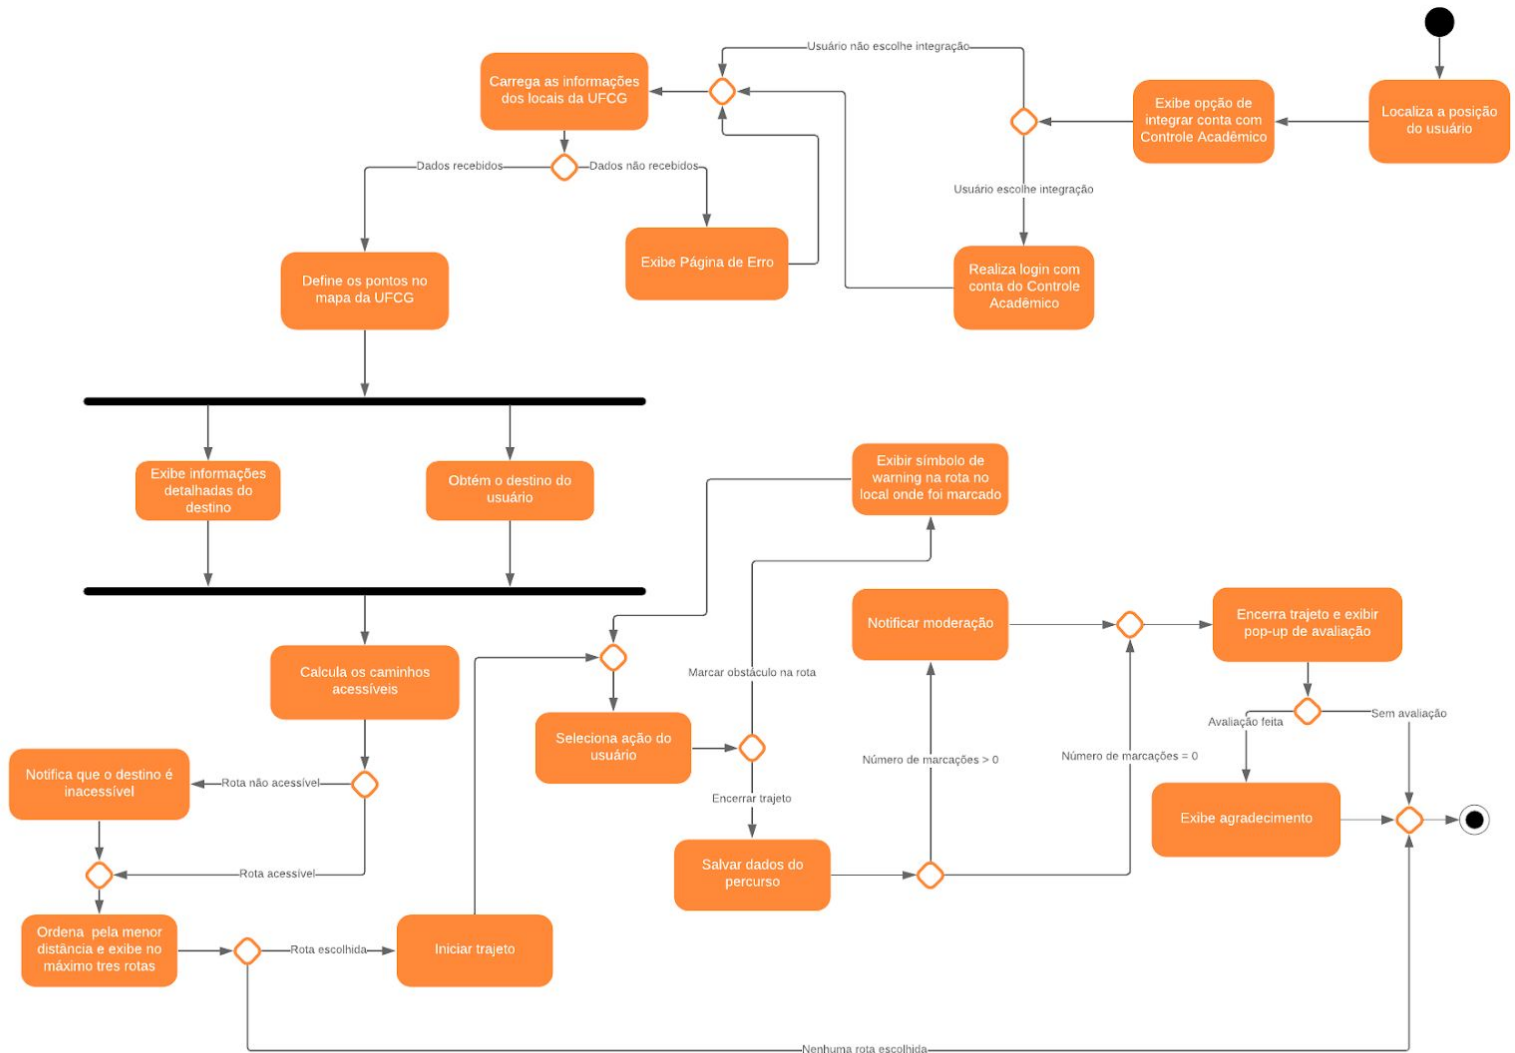 Usuário não escolhe integração
Carrega as informações
dos locais da UFCG
Exibe opção de
integrar conta com
Controle Acadêmico
Localiza a posição
do usuário
Dados recebidos
Dados não recebidos
Usuário escolhe integração
Exibe Página de Erro
Define os pontos no
mapa da UFCG
Realiza login com
conta do Controle
Acadêmico
Exibe informações
detalhadas do
destino
Obtém o destino do
usuário
Exibir símbolo de
warning na rota no
local onde foi marcado
Notificar moderação
Encerra trajeto e exibir
pop-up de avaliação
Calcula os caminhos
acessíveis
Marcar obstáculo na rota
Seleciona ação do
usuário
Avaliação feita
Sem avaliação
Número de marcações > 0
Número de marcações = 0
Notifica que o destino é
inacessível
Rota não acessível
Encerrar trajeto
Exibe agradecimento
Rota acessível
Salvar dados do
percurso
Ordena  pela menor
distância e exibe no
máximo tres rotas
Rota escolhida
Iniciar trajeto
Nenhuma rota escolhida